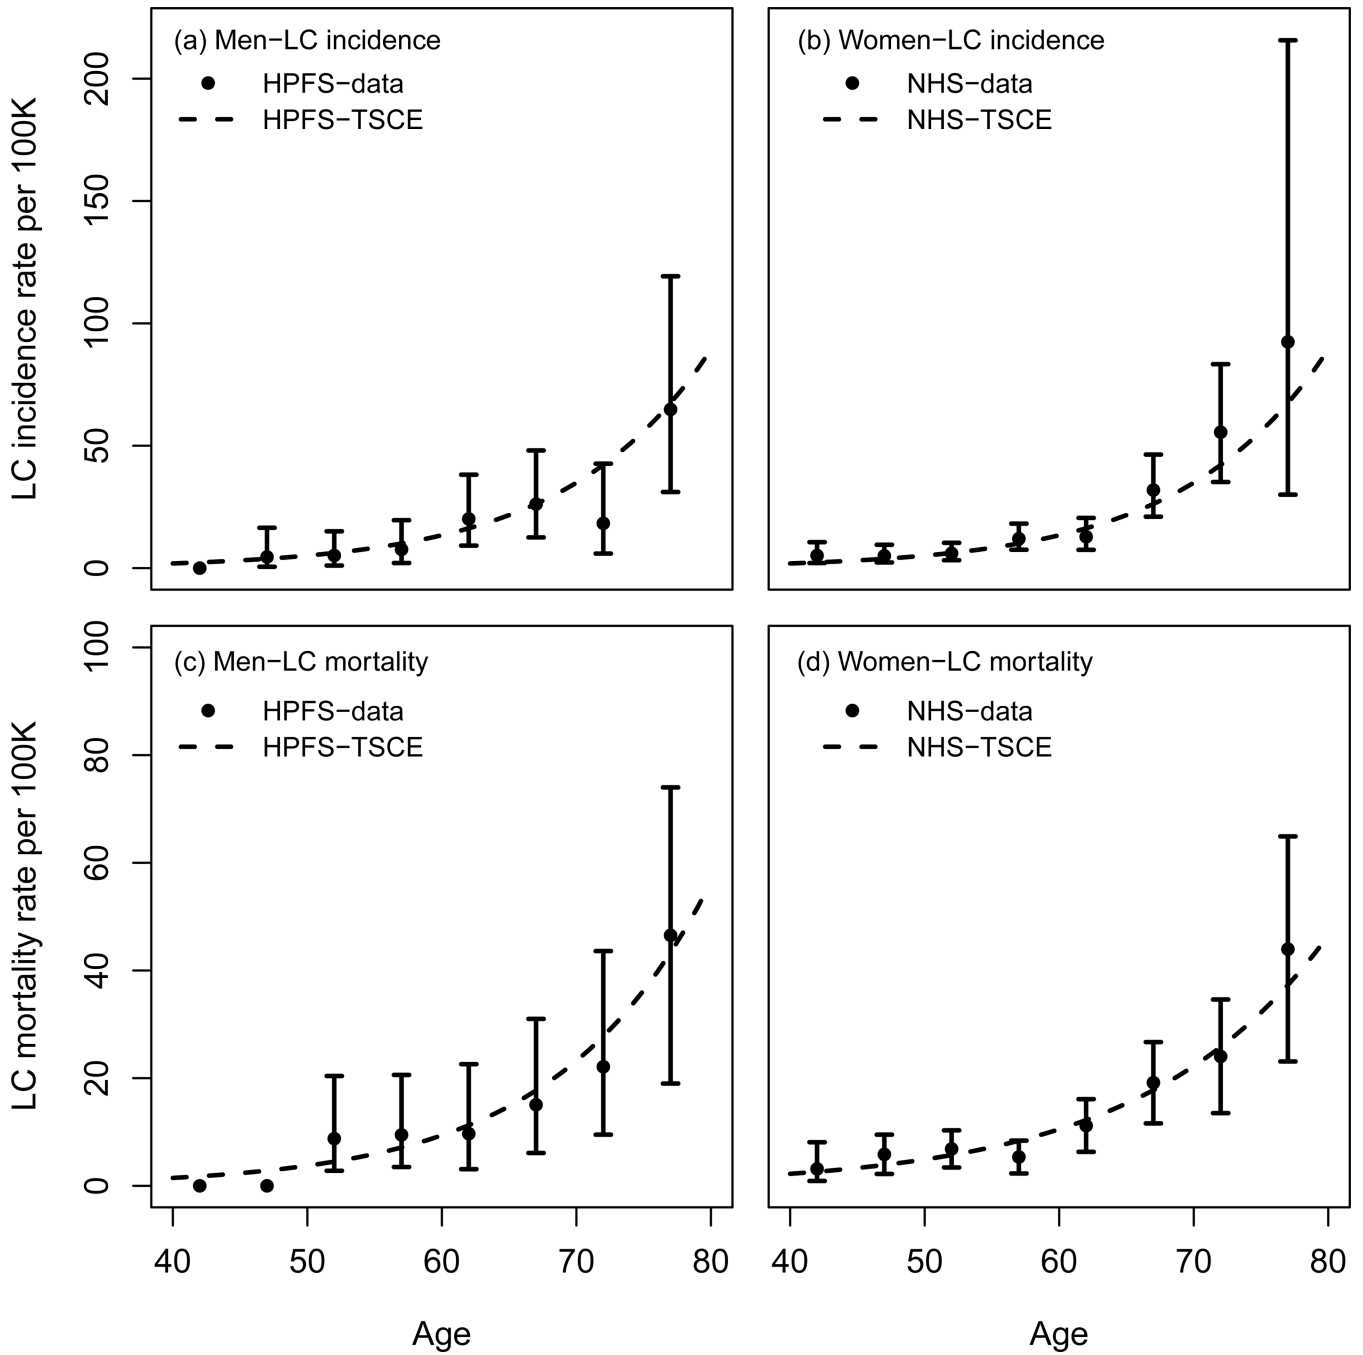 (a) Men−LC incidence
HPFS−data
HPFS−TSCE
(b) Women−LC incidence
NHS−data
NHS−TSCE
LC incidence rate per 100K
200
150
100
50
0
(c) Men−LC mortality
HPFS−data
HPFS−TSCE
(d) Women−LC mortality
NHS−data
NHS−TSCE
LC mortality rate per 100K
100
80
60
40
20
0
40 50 60 70 80
40 50 60 70 80
Age
Age